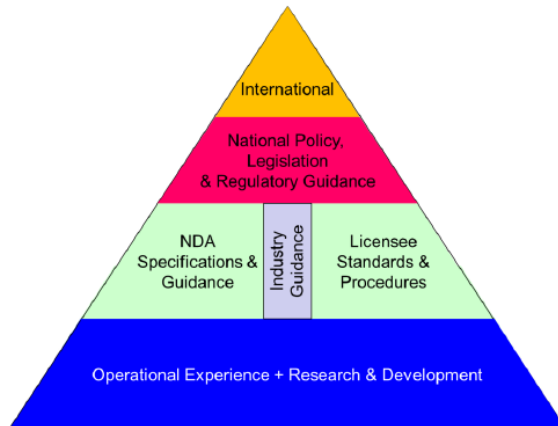 International
National Policy,
Legislation
& Regulatory Guidance
NDA
Specifications &
Guidance
Industry
Guidance
Licensee
Standards &
Procedures
Operational Experience + Research & Development